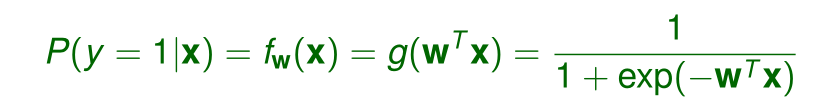 P(y = 1|x) = f_w(x) = g(w^T x) = 1 / (1 + exp(−w^T x))